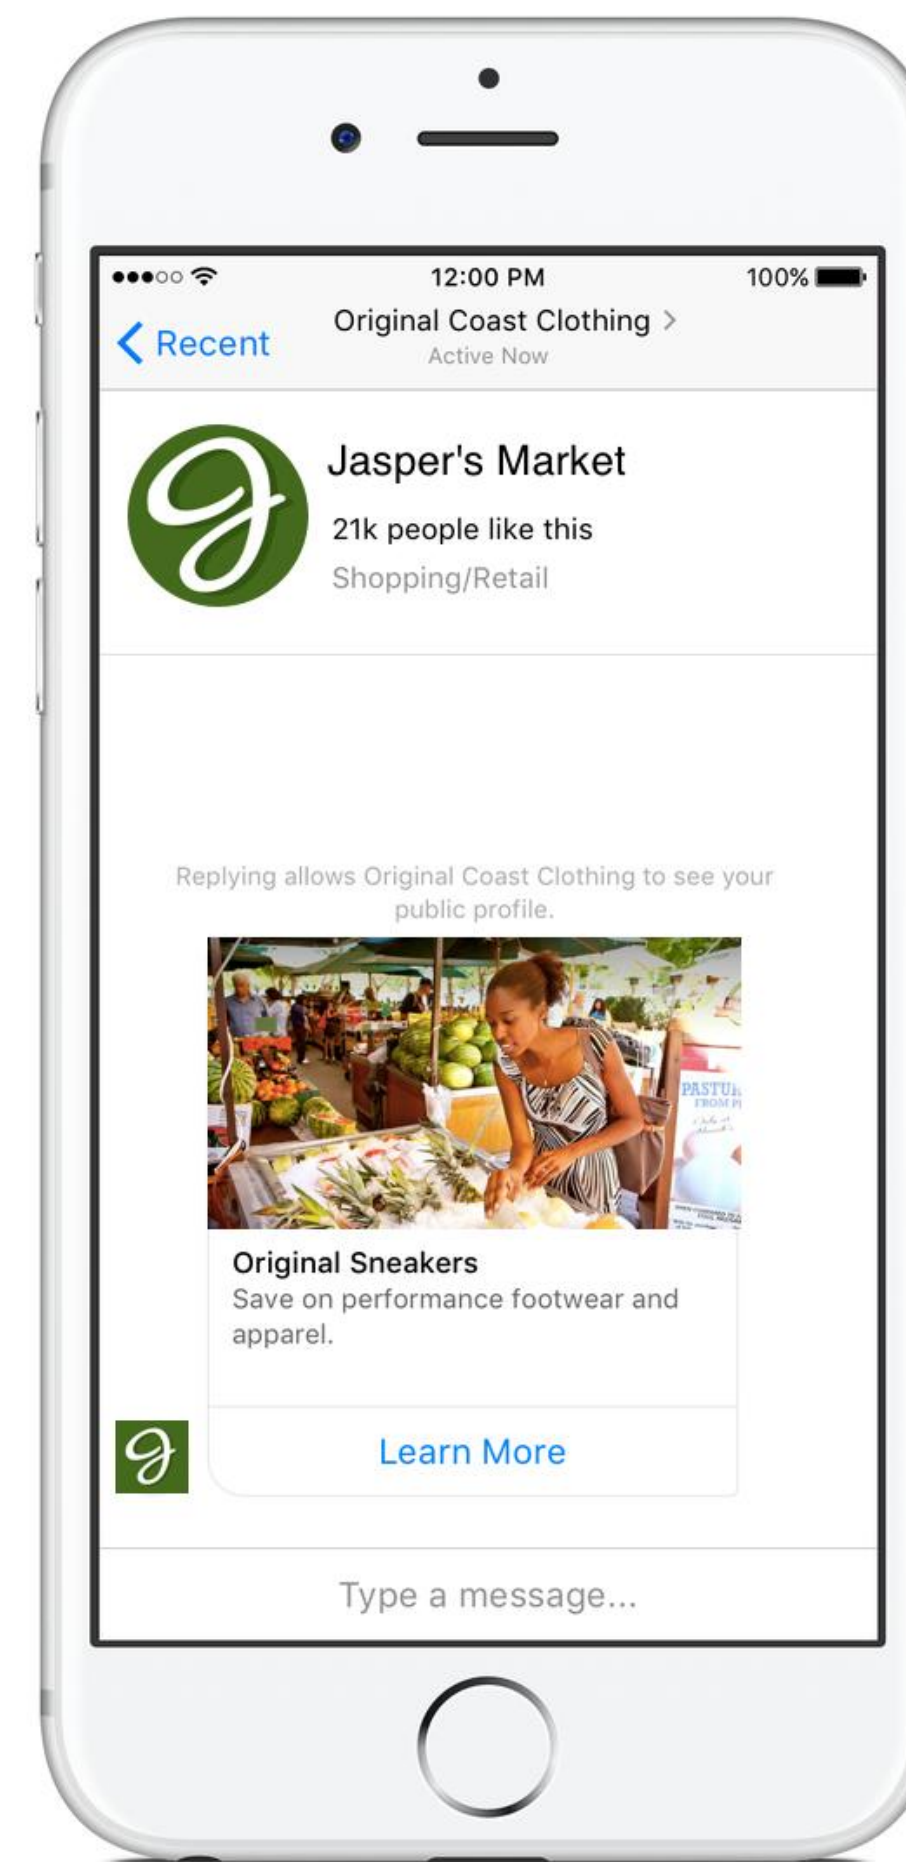 12:00 PM
100%
Recent
Original Coast Clothing
Active Now
Jasper's Market
21k people like this
Shopping/Retail
Replying allows Original Coast Clothing to see your
public profile.
PASTUR
FROM P
Original Sneakers
Save on performance footwear and
apparel.
Learn More
Type a message...